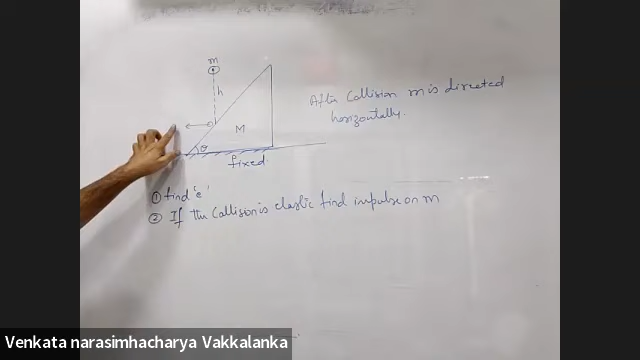 m
h
M
θ
fixed
After Collision m is directed
horizontally.
① find 'e'
② If the Collision is elastic find impulse on m
Venkata narasimhacharya Vakkalanka